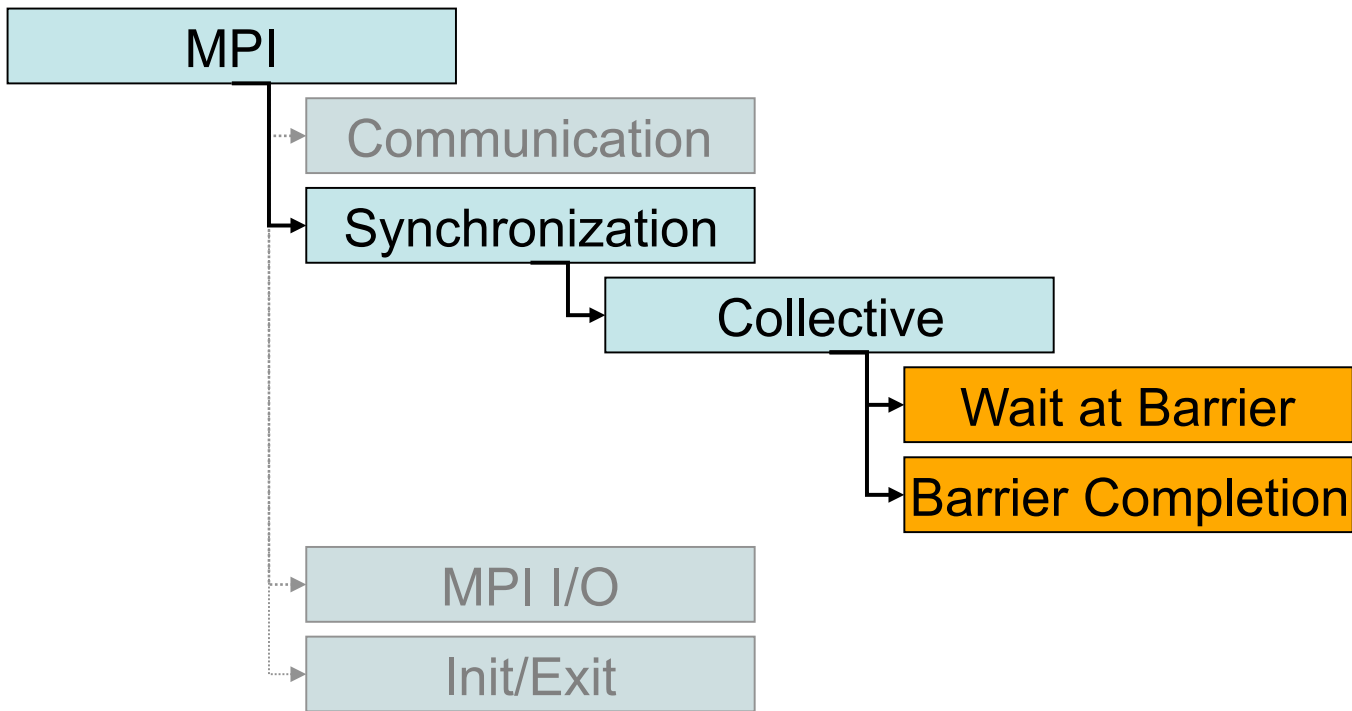 MPI
Communication
Synchronization
Collective
Wait at Barrier
Barrier Completion
MPI I/O
Init/Exit